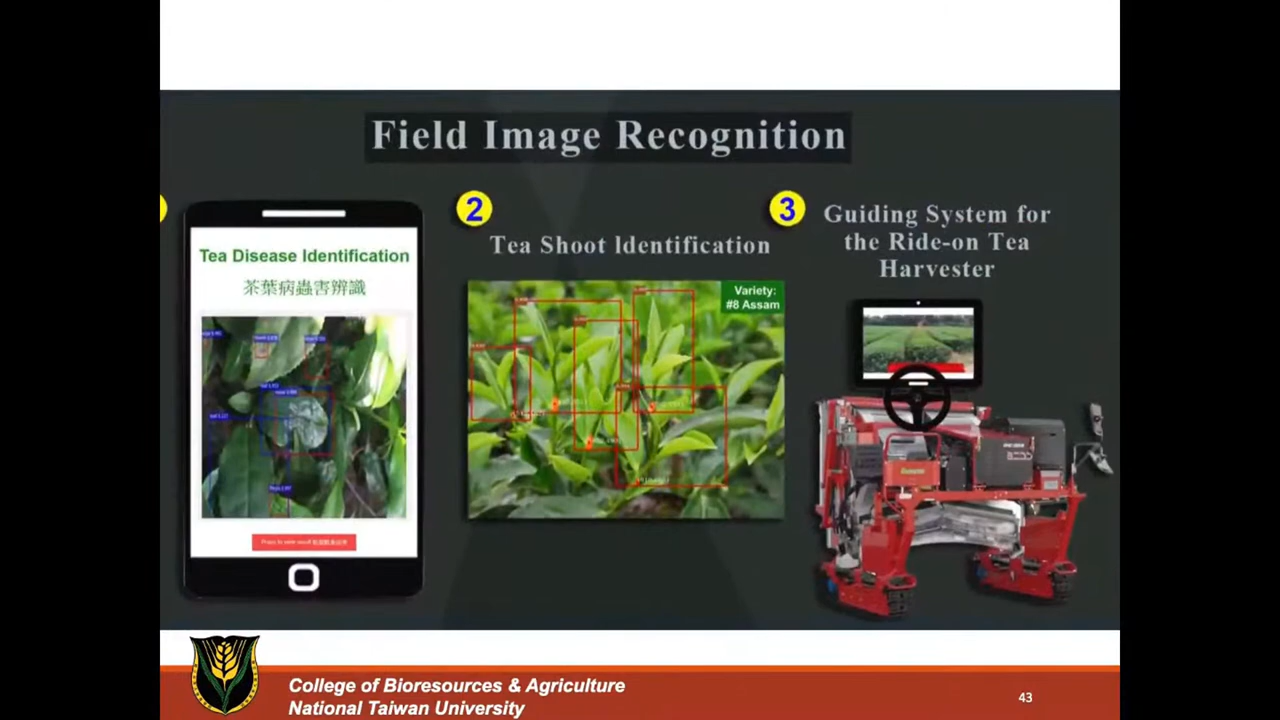 Field Image Recognition
Tea Disease Identification
茶葉病蟲害辨識
2
Tea Shoot Identification
Variety:
#8 Assam
3
Guiding System for
the Ride-on Tea
Harvester
College of Bioresources & Agriculture
National Taiwan University
43